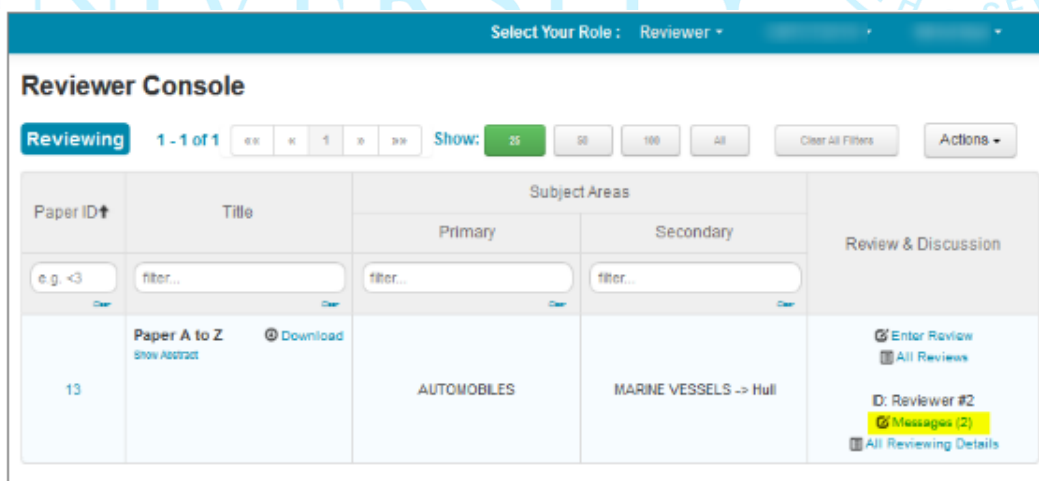 UNIVERSITY
Select Your Role : Reviewer
Reviewer Console
Reviewing 1 - 1 of 1 «« « 1 » »» Show: 25 50 100 All Clear All Filters Actions
Paper ID Title Subject Areas Review & Discussion
Primary Secondary
e.g. <3 filter... filter... filter...
Clear Clear Clear Clear
Paper A to Z Download
Show Abstract
13 AUTOMOBILES MARINE VESSELS -> Hull
Enter Review
All Reviews
ID: Reviewer #2
Messages (2)
All Reviewing Details